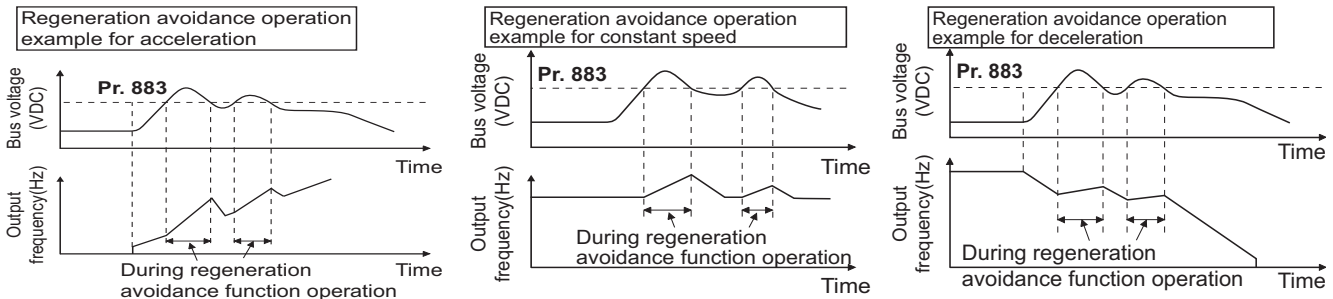 Regeneration avoidance operation
example for acceleration
Pr. 883
Bus voltage
(VDC)
Time
Output
frequency(Hz)
During regeneration
avoidance function operation
Time
Regeneration avoidance operation
example for constant speed
Pr. 883
Bus voltage
(VDC)
Time
Output
frequency(Hz)
During regeneration
avoidance function operation
Time
Regeneration avoidance operation
example for deceleration
Pr. 883
Bus voltage
(VDC)
Time
Output
frequency(Hz)
During regeneration
avoidance function operation
Time